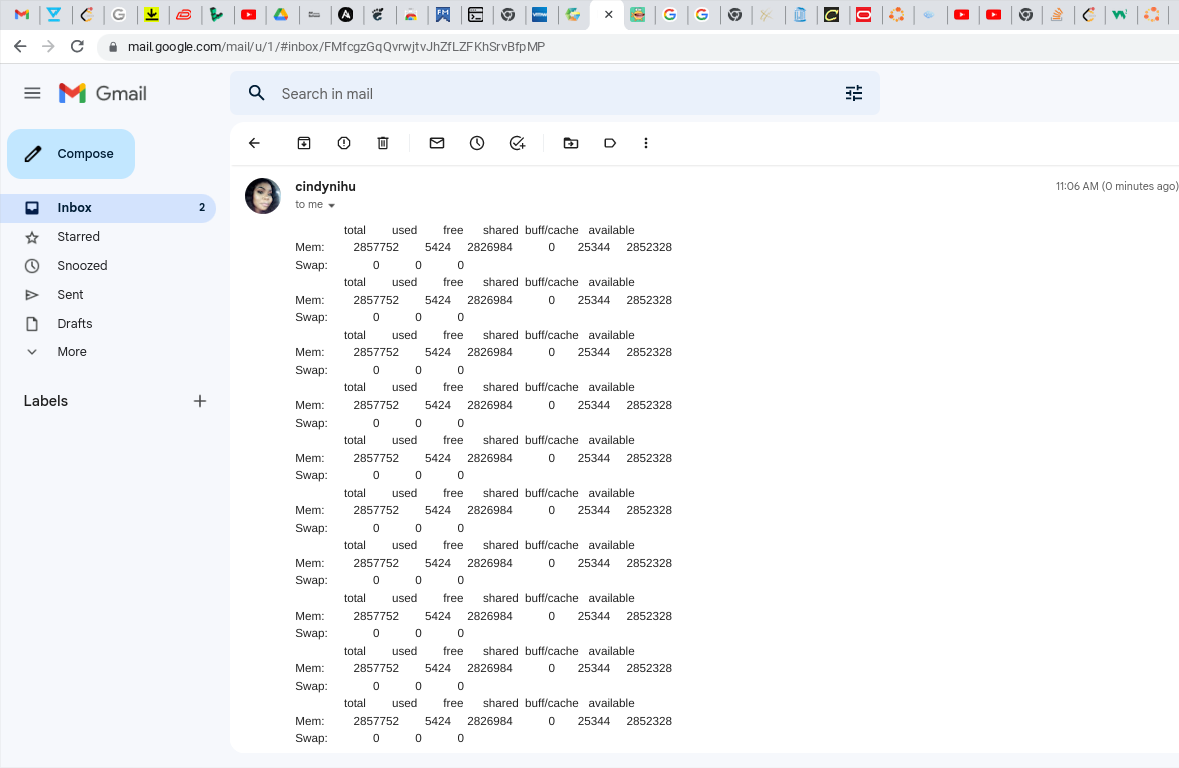 mail.google.com/mail/u/1/#inbox/FMfcgzGqQvrwjtvJhZfLZFKhSrvBfpMP
Gmail
Search in mail
Compose
Inbox 2
Starred
Snoozed
Sent
Drafts
More
Labels
cindynihu 11:06 AM (0 minutes ago)
to me
total used free shared buff/cache available
Mem: 2857752 5424 2826984 0 25344 2852328
Swap: 0 0 0
total used free shared buff/cache available
Mem: 2857752 5424 2826984 0 25344 2852328
Swap: 0 0 0
total used free shared buff/cache available
Mem: 2857752 5424 2826984 0 25344 2852328
Swap: 0 0 0
total used free shared buff/cache available
Mem: 2857752 5424 2826984 0 25344 2852328
Swap: 0 0 0
total used free shared buff/cache available
Mem: 2857752 5424 2826984 0 25344 2852328
Swap: 0 0 0
total used free shared buff/cache available
Mem: 2857752 5424 2826984 0 25344 2852328
Swap: 0 0 0
total used free shared buff/cache available
Mem: 2857752 5424 2826984 0 25344 2852328
Swap: 0 0 0
total used free shared buff/cache available
Mem: 2857752 5424 2826984 0 25344 2852328
Swap: 0 0 0
total used free shared buff/cache available
Mem: 2857752 5424 2826984 0 25344 2852328
Swap: 0 0 0
total used free shared buff/cache available
Mem: 2857752 5424 2826984 0 25344 2852328
Swap: 0 0 0